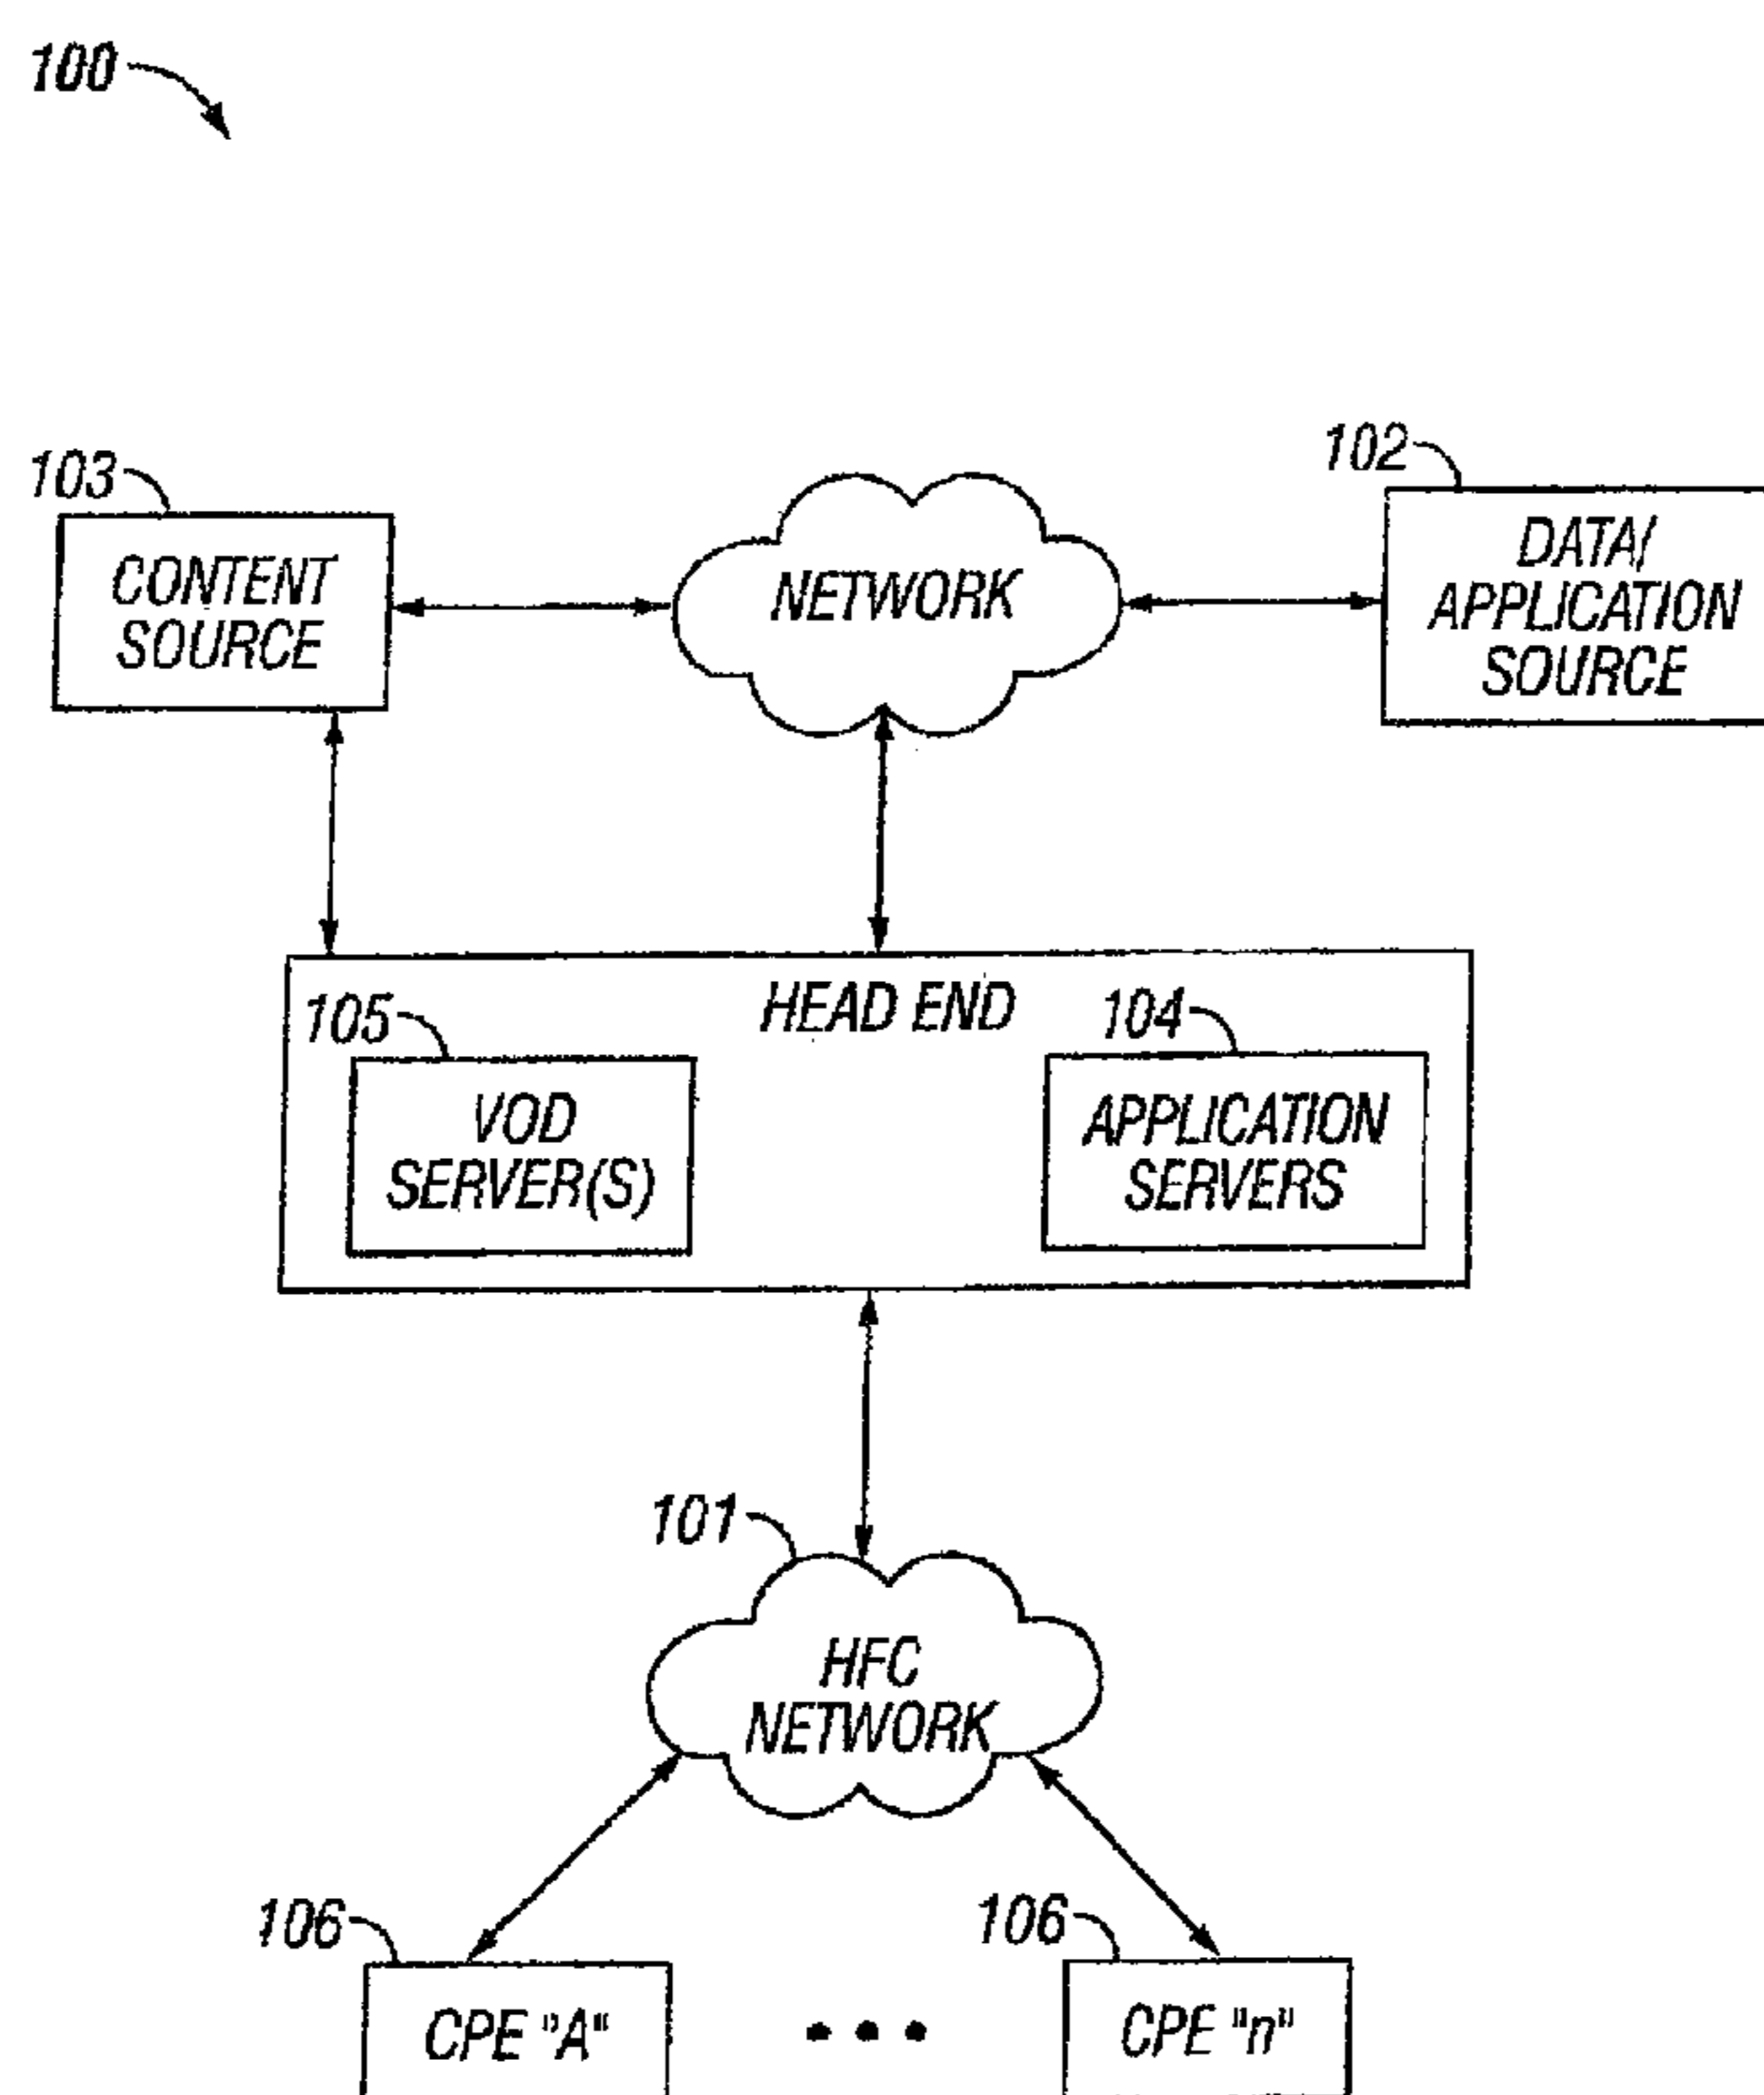 100
103
102
CONTENT
SOURCE
NETWORK
DATA/
APPLICATION
SOURCE
HEAD END
105
104
VOD
SERVER(S)
APPLICATION
SERVERS
101
HFC
NETWORK
106
106
CPE "A"
CPE "n"